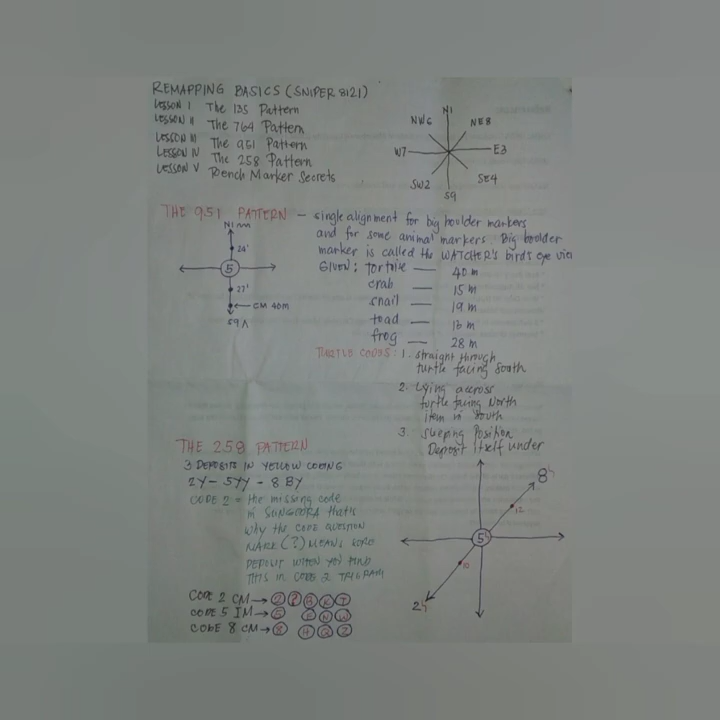 REMAPPING BASICS (SNIPER 8121)
LESSON I The 135 Pattern
LESSON II The 764 Pattern
LESSON III The 951 Pattern
LESSON IV The 258 Pattern
LESSON V Rench Marker Secrets
N1
NW6 NE8
W7 E3
SW2 SE4
S9
THE 951 PATTERN - single alignment for big boulder markers
and for some animal markers. Big boulder
marker is called the WATCHER's birds eye view
GIVEN: tortoise 40 m
crab 15 m
snail 19 m
toad 13 m
frog 28 m
N1
24'
5
27'
CM 40m
S9
TURTLE CODES: 1. straight through
turtle facing South
2. Lying accross
turtle facing North
item in South
3. Sleeping Position
Deposit Itself under
THE 258 PATTERN
3 DEPOSITS IN YELLOW CODING
2Y - 5YY - 8 BY
CODE 2 = the missing code
in SUNGDORA that's
why the CODE QUESTION
MARK (?) MEANS
DEPOSIT WHEN YOU FIND
THIS IN CODE 2 TRIGRAM
CODE 2 CM → 2 ? B K T
CODE 5 IM → 5 E N W
CODE 8 CM → 8 H Q Z
8
12
5
10
2